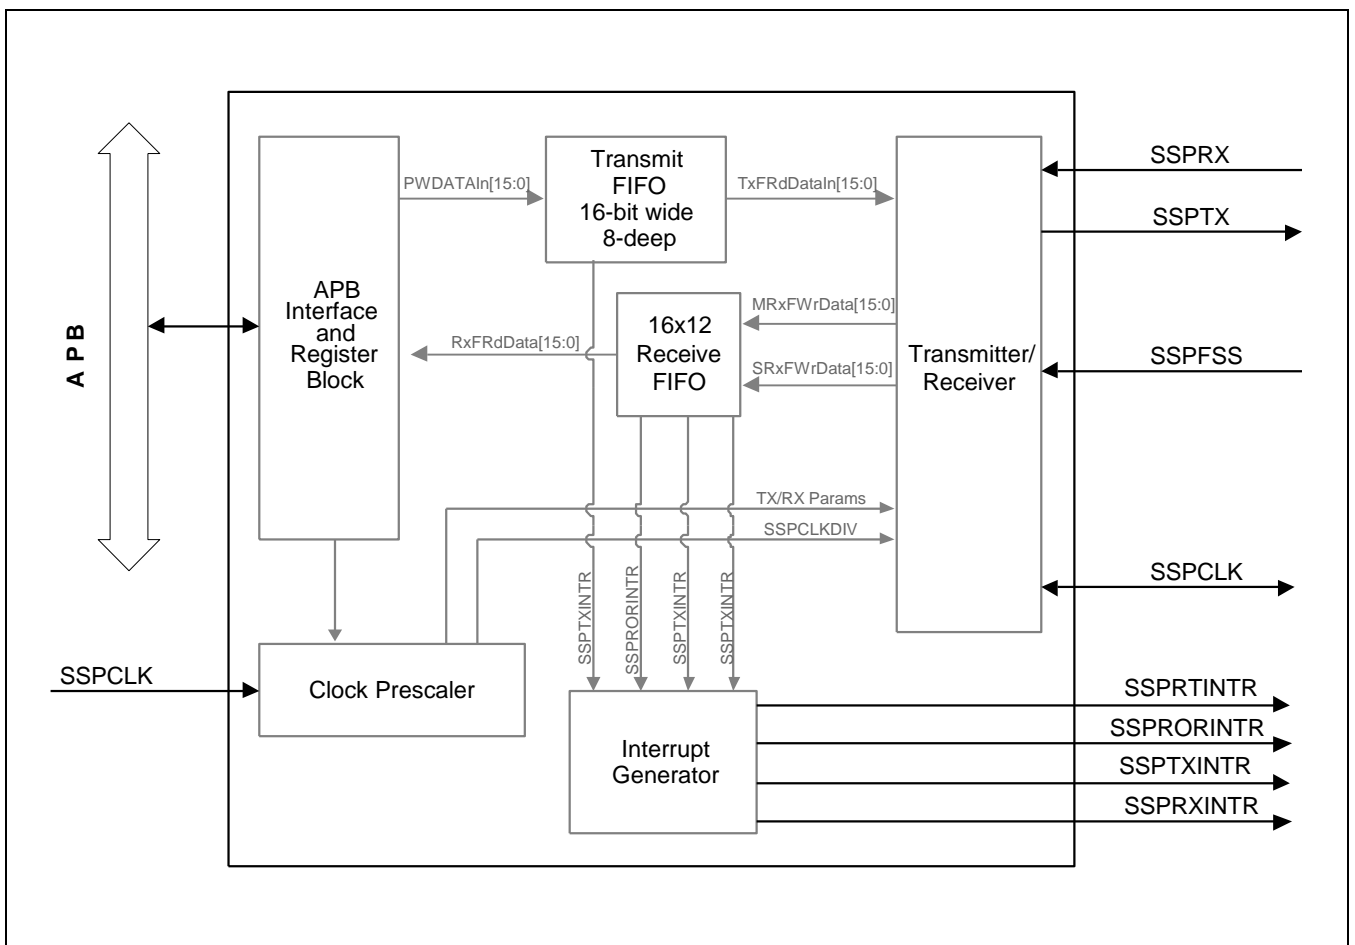 Transmit
FIFO
16-bit wide
8-deep
PWDATAIn[15:0]
TxFRdDataIn[15:0]
SSPRX
SSPTX
APB
Interface
and
Register
Block
16x12
Receive
FIFO
MRxFWrData[15:0]
RxFRdData[15:0]
SRxFWrData[15:0]
Transmitter/
Receiver
SSPFSS
A P B
TX/RX Params
SSPCLKDIV
SSPTXINTR
SSPRORINTR
SSPTXINTR
SSPTXINTR
SSPCLK
SSPCLK
Clock Prescaler
Interrupt
Generator
SSPRTINTR
SSPRORINTR
SSPTXINTR
SSPRXINTR